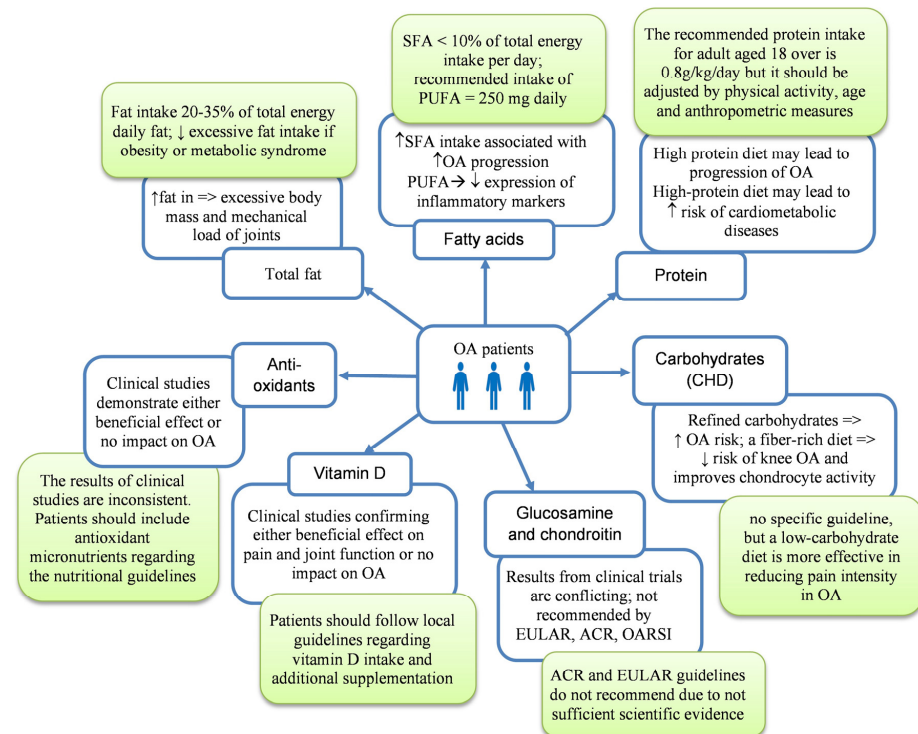 SFA < 10% of total energy
intake per day;
recommended intake of
PUFA = 250 mg daily
↑SFA intake associated with
↑OA progression
PUFA→ ↓ expression of
inflammatory markers
Fatty acids
The recommended protein intake
for adult aged 18 over is
0.8g/kg/day but it should be
adjusted by physical activity, age
and anthropometric measures
High protein diet may lead to
progression of OA
High-protein diet may lead to
↑ risk of cardiometabolic
diseases
Protein
Fat intake 20-35% of total energy
daily fat; ↓ excessive fat intake if
obesity or metabolic syndrome
↑fat in => excessive body
mass and mechanical
load of joints
Total fat
OA patients
Anti-
oxidants
Clinical studies
demonstrate either
beneficial effect or
no impact on OA
The results of clinical
studies are inconsistent.
Patients should include
antioxidant
micronutrients regarding
the nutritional guidelines
Carbohydrates
(CHD)
Refined carbohydrates =>
↑ OA risk; a fiber-rich diet =>
↓ risk of knee OA and
improves chondrocyte activity
no specific guideline,
but a low-carbohydrate
diet is more effective in
reducing pain intensity
in OA
Vitamin D
Clinical studies confirming
either beneficial effect on
pain and joint function or no
impact on OA
Patients should follow local
guidelines regarding
vitamin D intake and
additional supplementation
Glucosamine
and chondroitin
Results from clinical trials
are conflicting; not
recommended by
EULAR, ACR, OARSI
ACR and EULAR guidelines
do not recommend due to not
sufficient scientific evidence